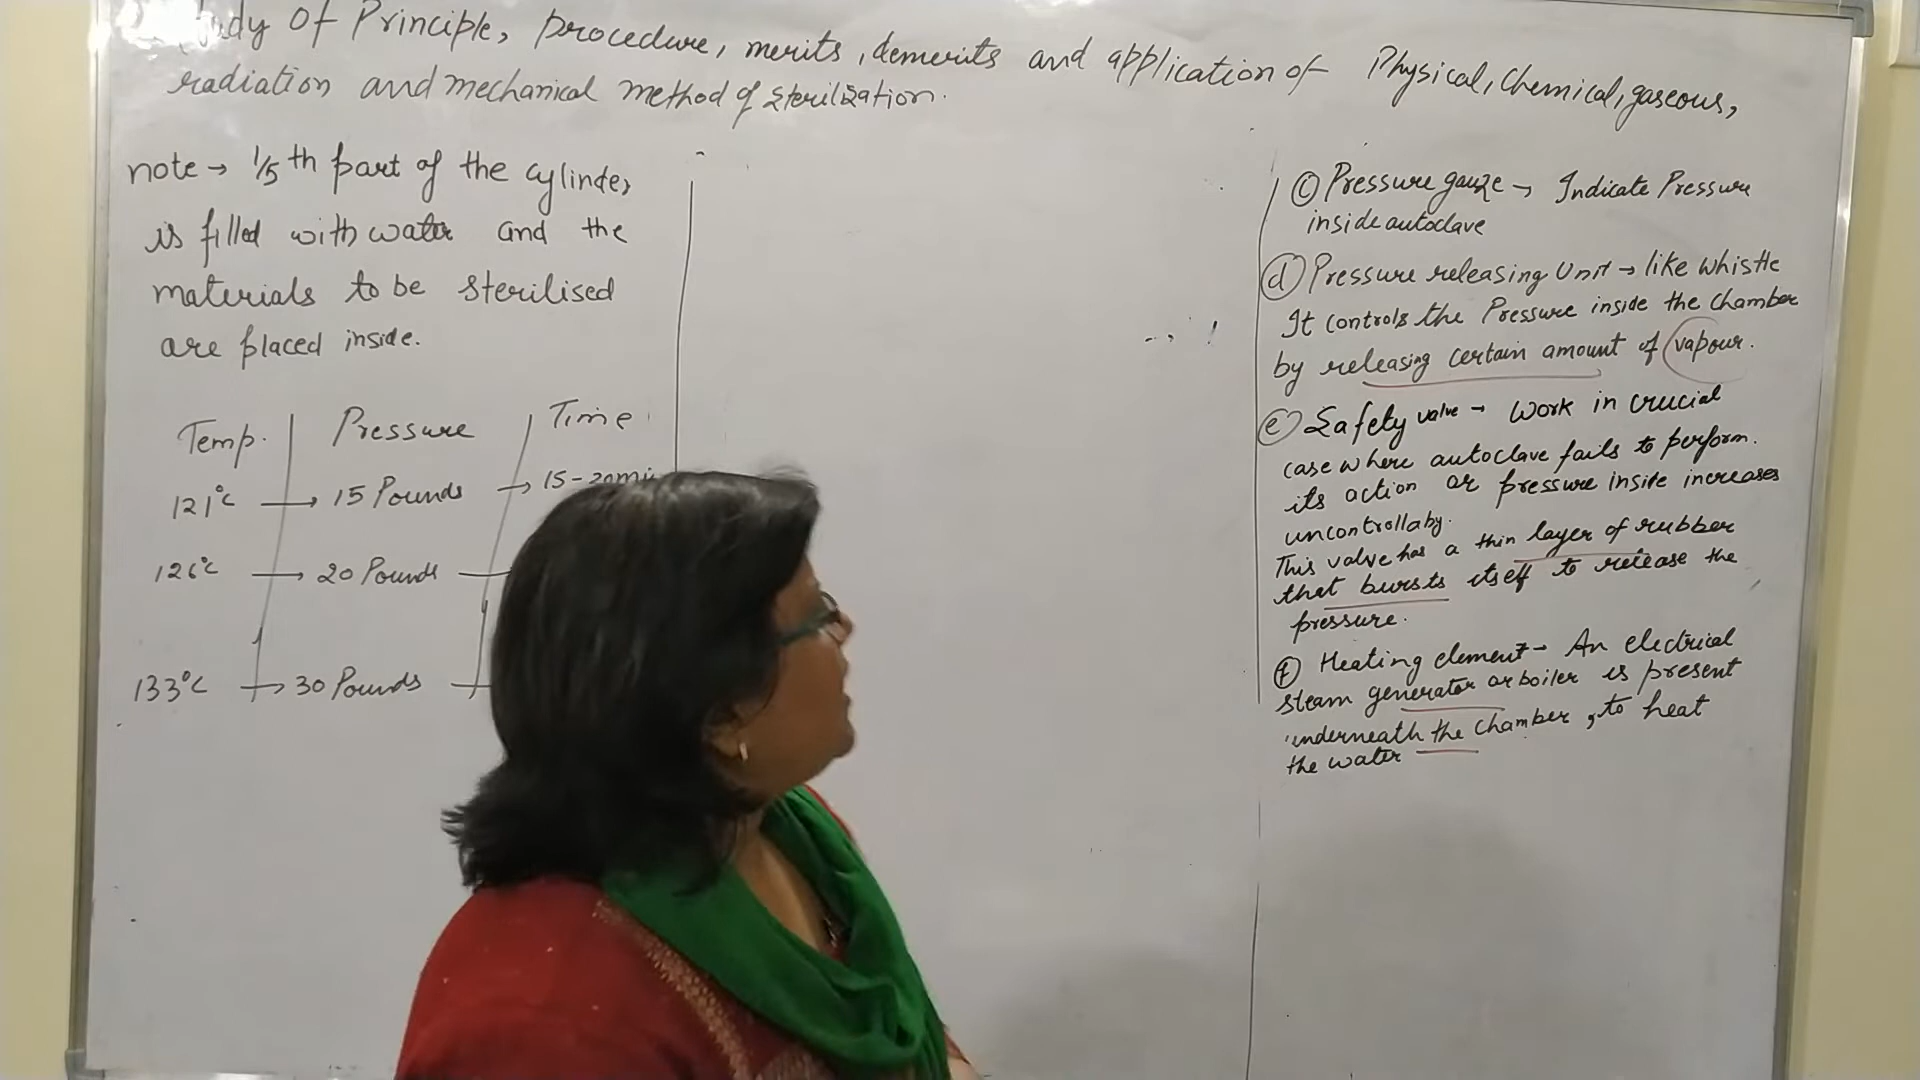 Study Of Principle, procedure, merits, demerits and application of Physical, Chemical, gaseous,
radiation and mechanical method of sterilization.
note → 1/5 th part of the cylinder
is filled with water and the
materials to be sterilised
are placed inside.
Temp. Pressure Time
121°C → 15 Pounds → 15-20 mi
126°C → 20 Pounds
133°C → 30 Pounds
(c) Pressure gauze → Indicate Pressure
inside autoclave
(d) Pressure releasing Unit → like whistle
It controls the Pressure inside the chamber
by releasing certain amount of vapour.
(e) Safety valve → Work in crucial
case where autoclave fails to perform.
its action or pressure inside increases
uncontrollaby.
This valve has a thin layer of rubber
that bursts itself to release the
pressure.
(f) Heating element → An electrical
steam generator or boiler is present
underneath the chamber, to heat
the water